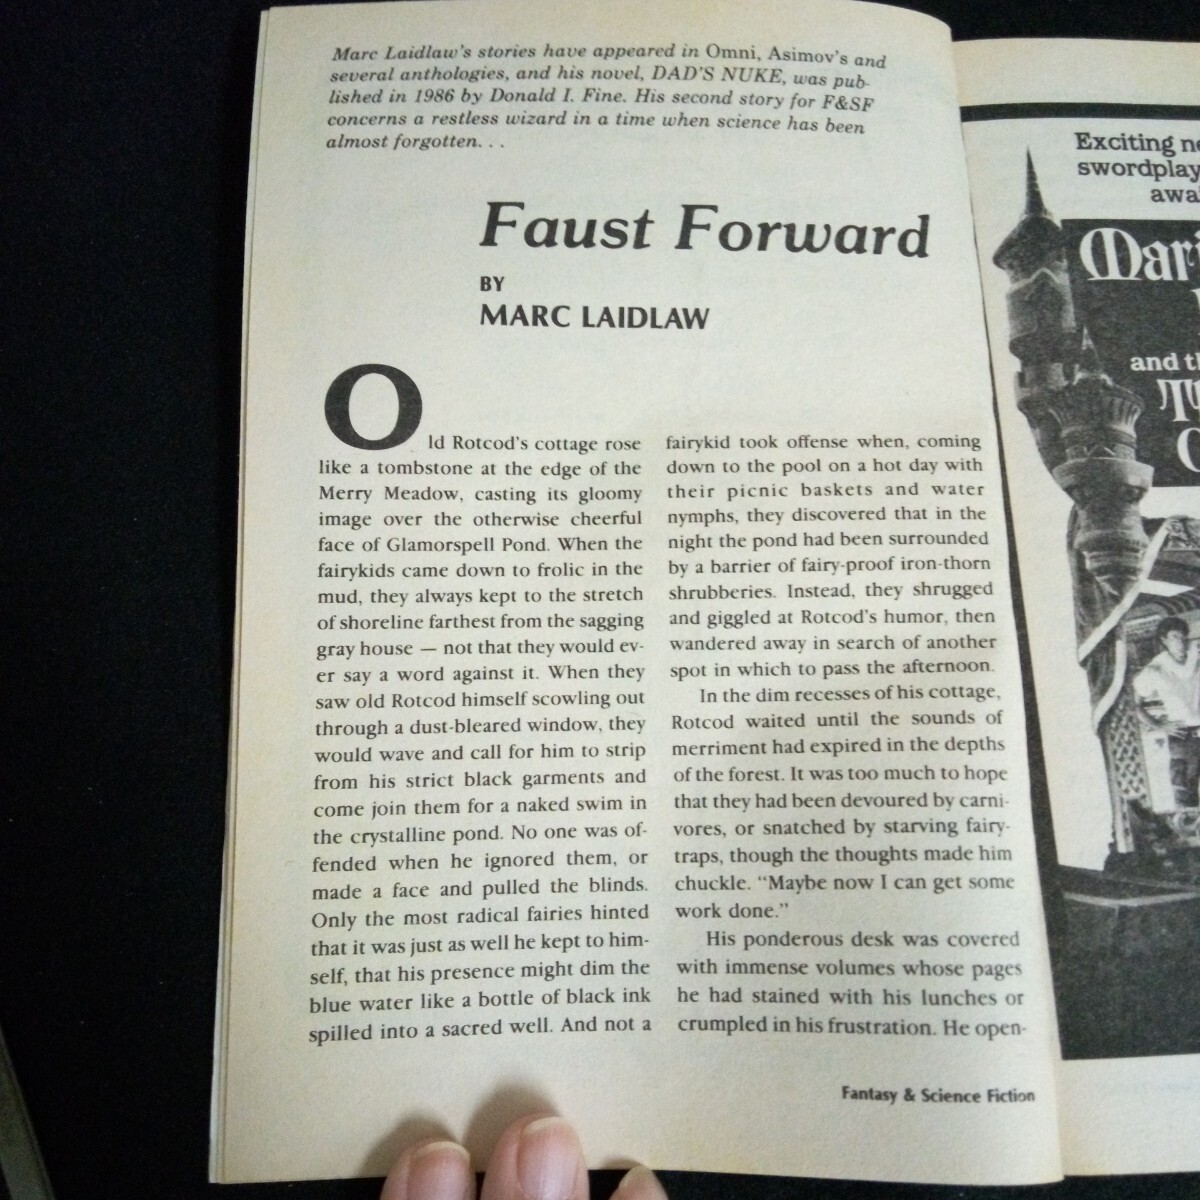 Marc Laidlaw's stories have appeared in Omni, Asimov's and
several anthologies, and his novel, DAD'S NUKE, was pub-
lished in 1986 by Donald I. Fine. His second story for F&SF
concerns a restless wizard in a time when science has been
almost forgotten. . .
Faust Forward
BY
MARC LAIDLAW
Old Rotcod's cottage rose
like a tombstone at the edge of the
Merry Meadow, casting its gloomy
image over the otherwise cheerful
face of Glamorspell Pond. When the
fairykids came down to frolic in the
mud, they always kept to the stretch
of shoreline farthest from the sagging
gray house — not that they would ev-
er say a word against it. When they
saw old Rotcod himself scowling out
through a dust-bleared window, they
would wave and call for him to strip
from his strict black garments and
come join them for a naked swim in
the crystalline pond. No one was of-
fended when he ignored them, or
made a face and pulled the blinds.
Only the most radical fairies hinted
that it was just as well he kept to him-
self, that his presence might dim the
blue water like a bottle of black ink
spilled into a sacred well. And not a
fairykid took offense when, coming
down to the pool on a hot day with
their picnic baskets and water
nymphs, they discovered that in the
night the pond had been surrounded
by a barrier of fairy-proof iron-thorn
shrubberies. Instead, they shrugged
and giggled at Rotcod's humor, then
wandered away in search of another
spot in which to pass the afternoon.
In the dim recesses of his cottage,
Rotcod waited until the sounds of
merriment had expired in the depths
of the forest. It was too much to hope
that they had been devoured by carni-
vores, or snatched by starving fairy-
traps, though the thoughts made him
chuckle. "Maybe now I can get some
work done."
His ponderous desk was covered
with immense volumes whose pages
he had stained with his lunches or
crumpled in his frustration. He open-
Fantasy & Science Fiction
Exciting
swordplay
and